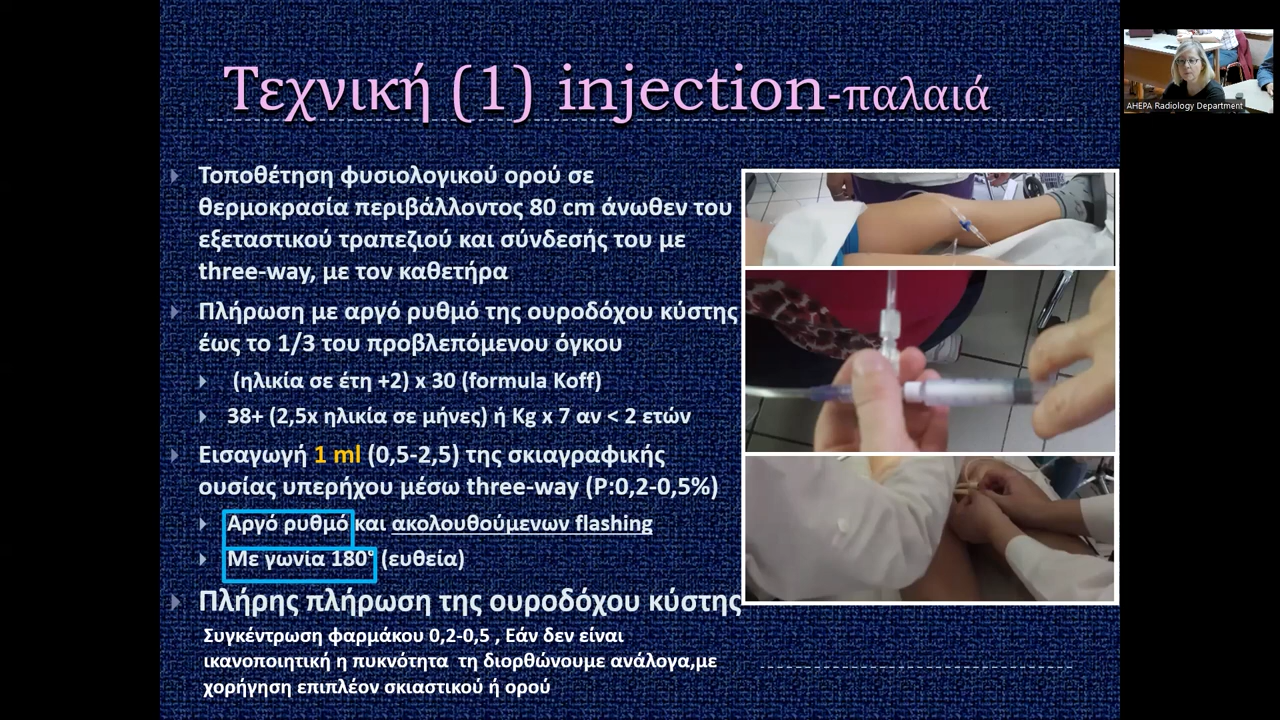 Τεχνική (1) injection-παλαιά
AHEPA Radiology Department
Τοποθέτηση φυσιολογικού ορού σε
θερμοκρασία περιβάλλοντος 80 cm άνωθεν του
εξεταστικού τραπεζιού και σύνδεσής του με
three-way, με τον καθετήρα
Πλήρωση με αργό ρυθμό της ουροδόχου κύστης
έως το 1/3 του προβλεπόμενου όγκου
(ηλικία σε έτη +2) x 30 (formula Koff)
38+ (2,5x ηλικία σε μήνες) ή Kg x 7 αν < 2 ετών
Εισαγωγή 1 ml (0,5-2,5) της σκιαγραφικής
ουσίας υπερήχου μέσω three-way (P:0,2-0,5%)
Αργό ρυθμό και ακολουθούμενων flashing
Με γωνία 180° (ευθεία)
Πλήρης πλήρωση της ουροδόχου κύστης
Συγκέντρωση φαρμάκου 0,2-0,5 , Εάν δεν είναι
ικανοποιητική η πυκνότητα τη διορθώνουμε ανάλογα,με
χορήγηση επιπλέον σκιαστικού ή ορού